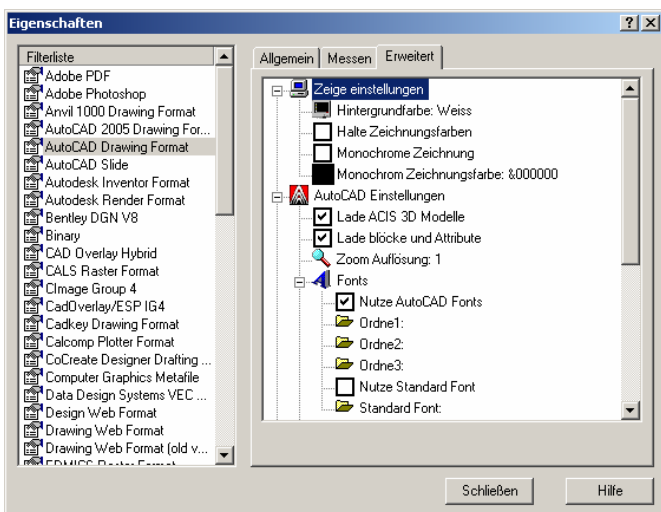 Eigenschaften
Filterliste
Adobe PDF
Adobe Photoshop
Anvil 1000 Drawing Format
AutoCAD 2005 Drawing For...
AutoCAD Drawing Format
AutoCAD Slide
Autodesk Inventor Format
Autodesk Render Format
Bentley DGN V8
Binary
CAD Overlay Hybrid
CALS Raster Format
CImage Group 4
CadOverlay/ESP IG4
Cadkey Drawing Format
Calcomp Plotter Format
CoCreate Designer Drafting ...
Computer Graphics Metafile
Data Design Systems VEC ...
Design Web Format
Drawing Web Format
Drawing Web Format (old v...
EDMICS Raster Format
Allgemein Messen Erweitert
Zeige einstellungen
Hintergrundfarbe: Weiss
Halte Zeichnungsfarben
Monochrome Zeichnung
Monochrom Zeichnungsfarbe: &000000
AutoCAD Einstellungen
Lade ACIS 3D Modelle
Lade blöcke und Attribute
Zoom Auflösung: 1
Fonts
Nutze AutoCAD Fonts
Ordne1:
Ordne2:
Ordne3:
Nutze Standard Font
Standard Font:
Schließen Hilfe